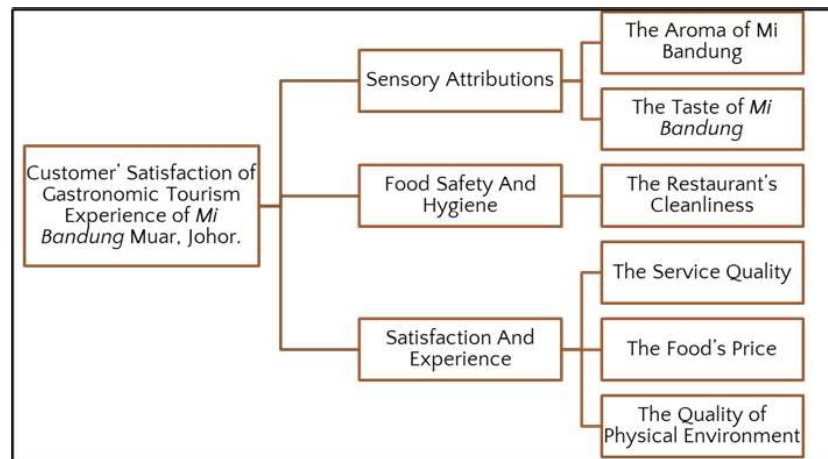 Customer' Satisfaction of
Gastronomic Tourism
Experience of Mi
Bandung Muar, Johor.
Sensory Attributions
The Aroma of Mi
Bandung
The Taste of Mi
Bandung
Food Safety And
Hygiene
The Restaurant's
Cleanliness
Satisfaction And
Experience
The Service Quality
The Food's Price
The Quality of
Physical Environment